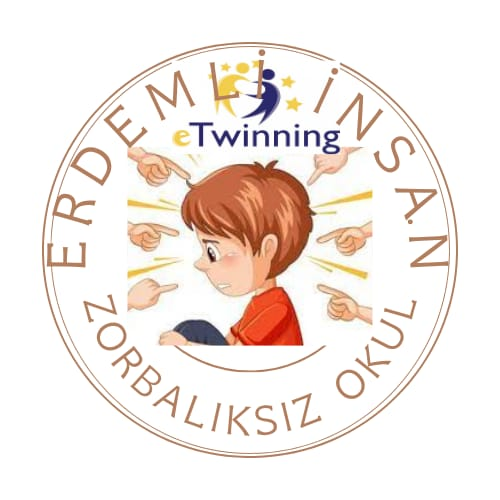 ERDEMLİ İNSAN
eTwinning
ZORBALIKSIZ OKUL